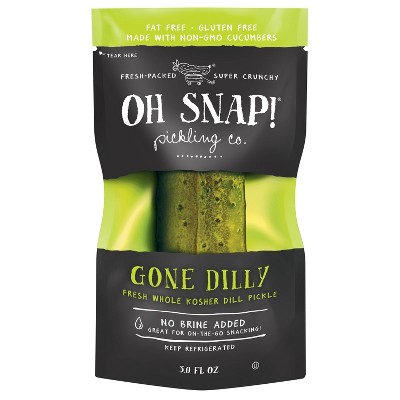 FAT FREE • GLUTEN FREE
MADE WITH NON-GMO CUCUMBERS
TEAR HERE
FRESH-PACKED SUPER CRUNCHY
OH SNAP!®
pickling co.
GONE DILLY
FRESH WHOLE KOSHER DILL PICKLE
NO BRINE ADDED
GREAT FOR ON-THE-GO SNACKING!
KEEP REFRIGERATED
U
3.0 FL OZ